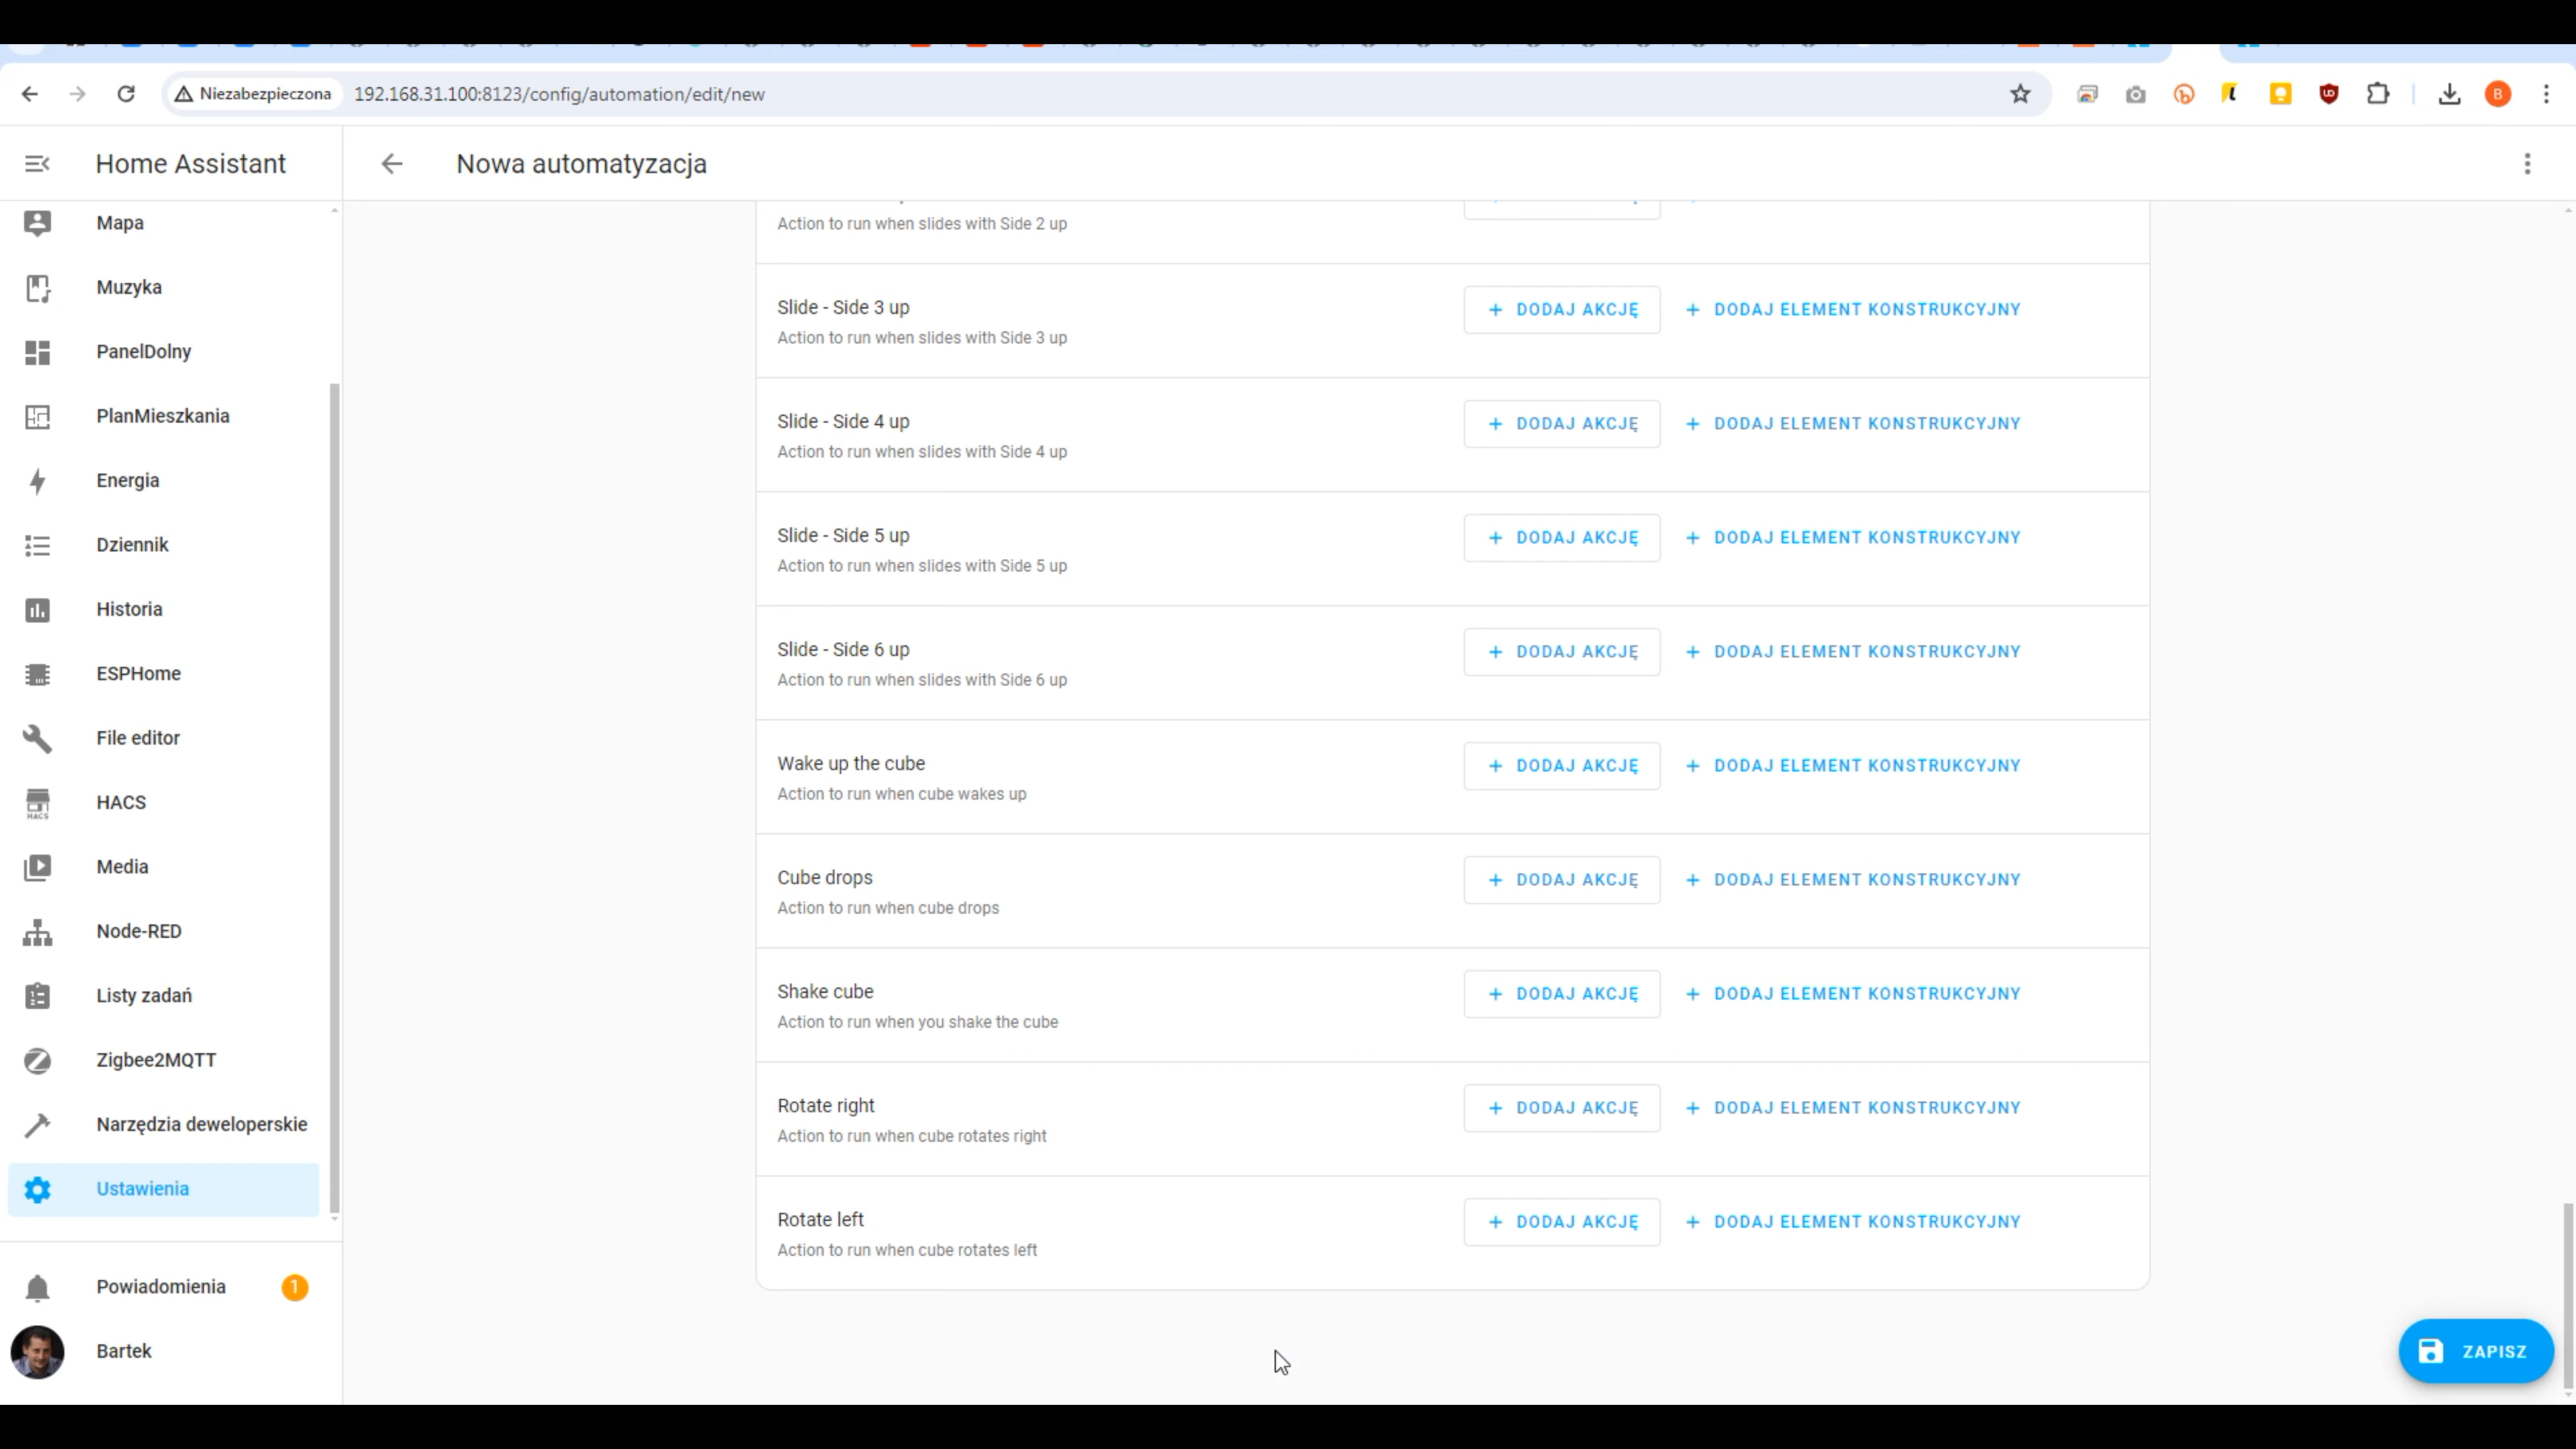 Niezabezpieczona
192.168.31.100:8123/config/automation/edit/new
B
Home Assistant
Nowa automatyzacja
Mapa
Muzyka
PanelDolny
PlanMieszkania
Energia
Dziennik
Historia
ESPHome
File editor
HACS
HACS
Media
Node-RED
Listy zadań
Zigbee2MQTT
Narzędzia deweloperskie
Ustawienia
Powiadomienia 1
Bartek
Action to run when slides with Side 2 up
Slide - Side 3 up
Action to run when slides with Side 3 up
+ DODAJ AKCJĘ + DODAJ ELEMENT KONSTRUKCYJNY
Slide - Side 4 up
Action to run when slides with Side 4 up
+ DODAJ AKCJĘ + DODAJ ELEMENT KONSTRUKCYJNY
Slide - Side 5 up
Action to run when slides with Side 5 up
+ DODAJ AKCJĘ + DODAJ ELEMENT KONSTRUKCYJNY
Slide - Side 6 up
Action to run when slides with Side 6 up
+ DODAJ AKCJĘ + DODAJ ELEMENT KONSTRUKCYJNY
Wake up the cube
Action to run when cube wakes up
+ DODAJ AKCJĘ + DODAJ ELEMENT KONSTRUKCYJNY
Cube drops
Action to run when cube drops
+ DODAJ AKCJĘ + DODAJ ELEMENT KONSTRUKCYJNY
Shake cube
Action to run when you shake the cube
+ DODAJ AKCJĘ + DODAJ ELEMENT KONSTRUKCYJNY
Rotate right
Action to run when cube rotates right
+ DODAJ AKCJĘ + DODAJ ELEMENT KONSTRUKCYJNY
Rotate left
Action to run when cube rotates left
+ DODAJ AKCJĘ + DODAJ ELEMENT KONSTRUKCYJNY
ZAPISZ